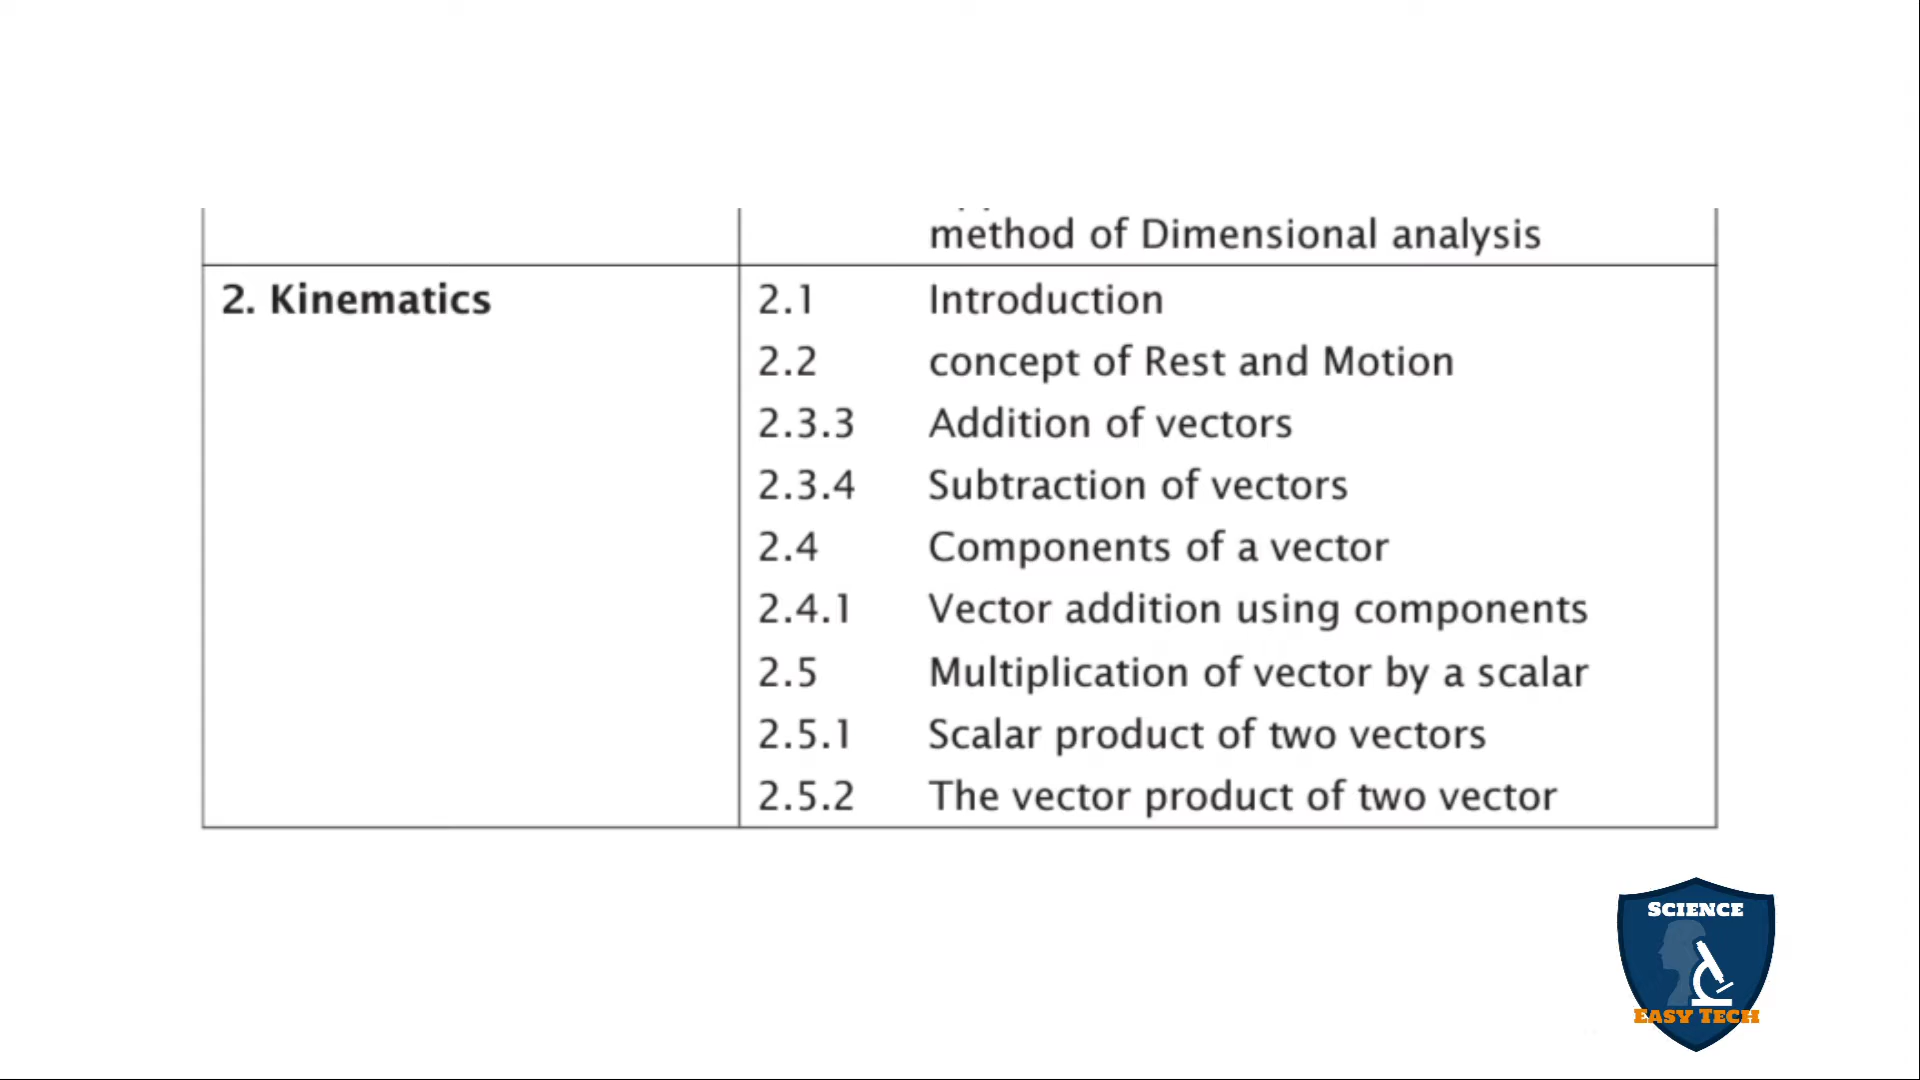 method of Dimensional analysis
2. Kinematics 2.1 Introduction
2.2 concept of Rest and Motion
2.3.3 Addition of vectors
2.3.4 Subtraction of vectors
2.4 Components of a vector
2.4.1 Vector addition using components
2.5 Multiplication of vector by a scalar
2.5.1 Scalar product of two vectors
2.5.2 The vector product of two vector
SCIENCE
EASY TECH